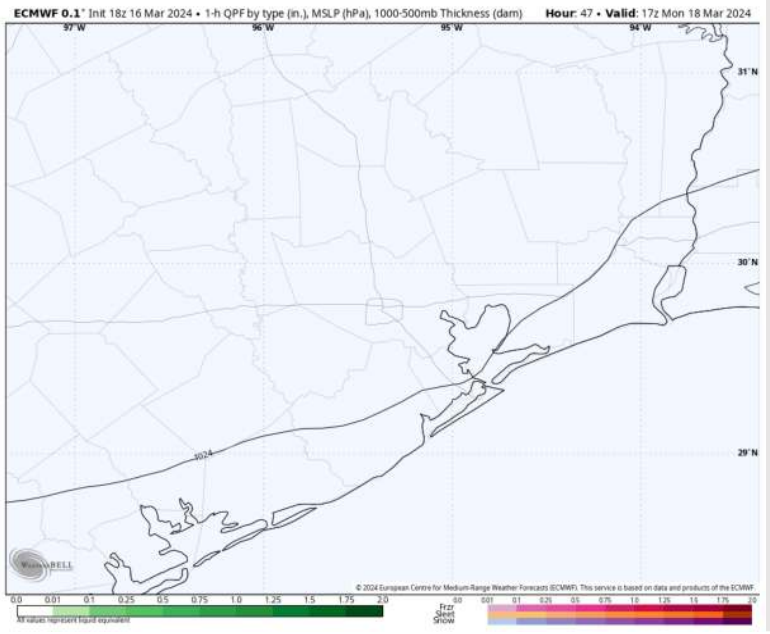 ECMWF 0.1° Init 18z 16 Mar 2024 • 1-h QPF by type (in.), MSLP (hPa), 1000-500mb Thickness (dam) Hour: 47 • Valid: 17z Mon 18 Mar 2024
97°W 96°W 95°W 94°W
31°N
30°N
1024
29°N
WeatherBELL
© 2024 European Centre for Medium-Range Weather Forecasts (ECMWF). This service is based on data and products of the ECMWF
0.0 0.01 0.1 0.25 0.5 0.75 1.0 1.25 1.5 1.75 2.0
All values represent liquid equivalent
0.0 0.01 0.1 0.25 0.5 0.75 1.0 1.25 1.5 1.75 2.0
Frzr
Sleet
Snow